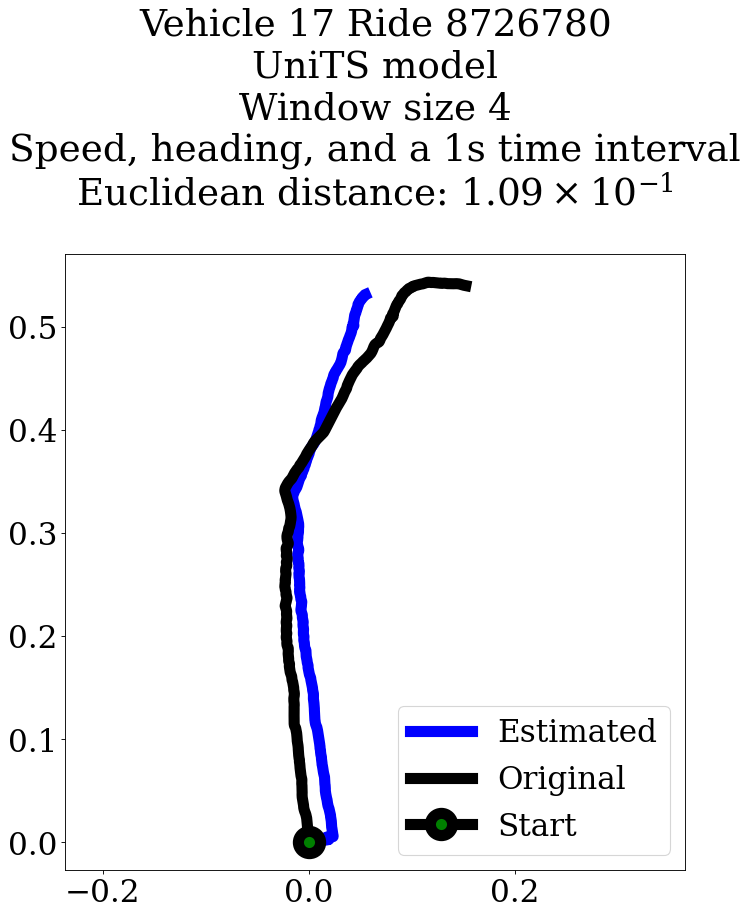 Vehicle 17 Ride 8726780
UniTS model
Window size 4
Speed, heading, and a 1s time interval
Euclidean distance: 1.09 × 10⁻¹
0.5
0.4
0.3
0.2
0.1
0.0
−0.2 0.0 0.2
Estimated
Original
Start